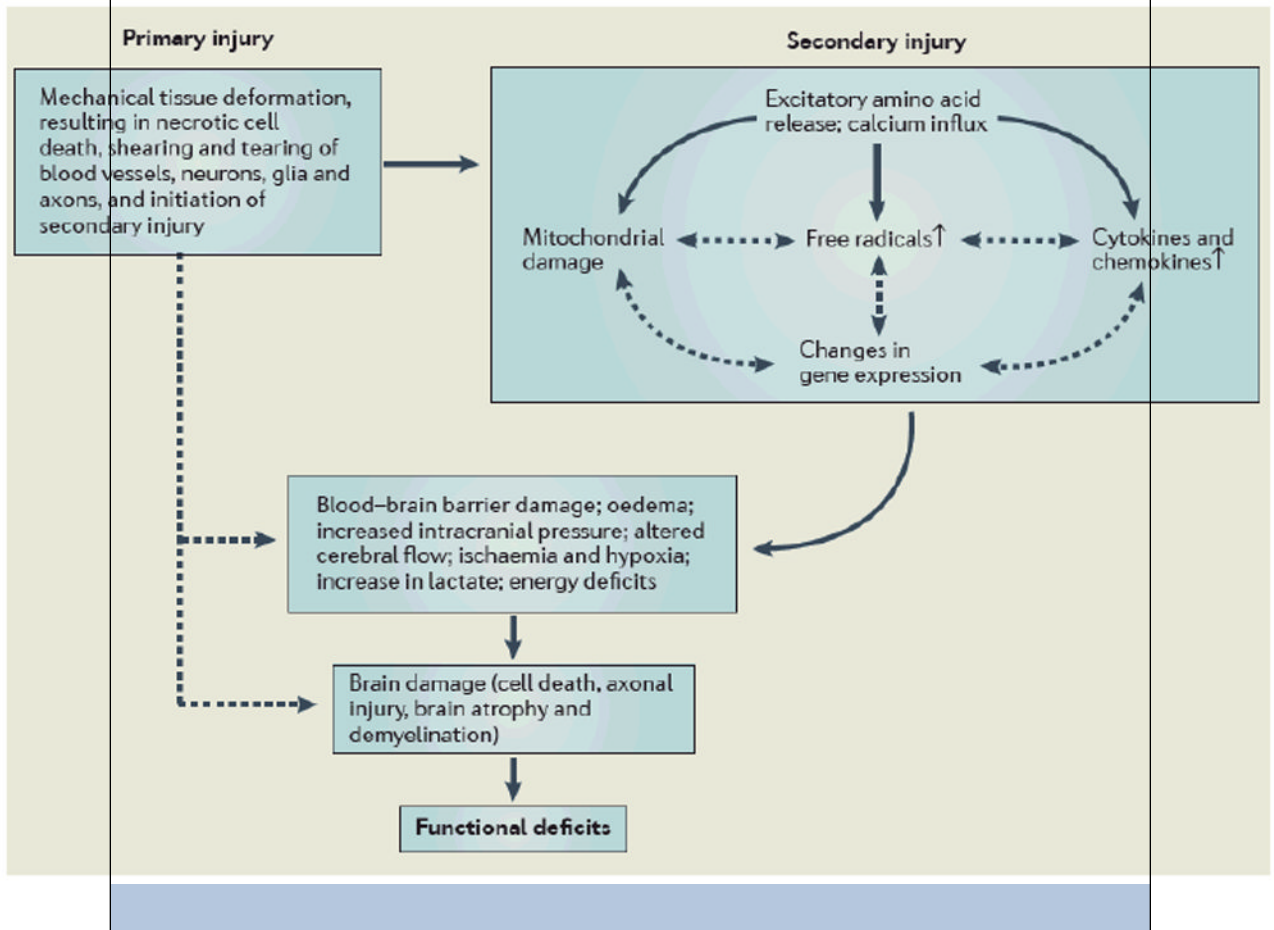 Primary injury
Secondary injury
Mechanical tissue deformation,
resulting in necrotic cell
death, shearing and tearing of
blood vessels, neurons, glia and
axons, and initiation of
secondary injury
Excitatory amino acid
release; calcium influx
Mitochondrial
damage
Free radicals↑
Cytokines and
chemokines↑
Changes in
gene expression
Blood–brain barrier damage; oedema;
increased intracranial pressure; altered
cerebral flow; ischaemia and hypoxia;
increase in lactate; energy deficits
Brain damage (cell death, axonal
injury, brain atrophy and
demyelination)
Functional deficits